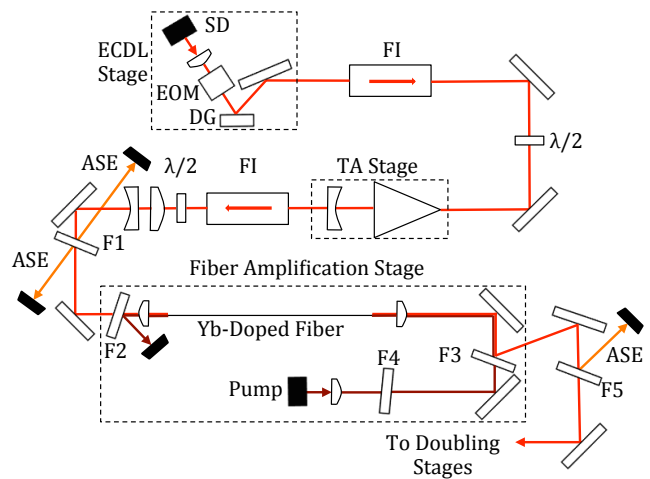 SD
ECDL
Stage
EOM
DG
FI
λ/2
ASE
λ/2
FI
TA Stage
F1
ASE
Fiber Amplification Stage
F2
Yb-Doped Fiber
F3
F4
Pump
ASE
F5
To Doubling
Stages